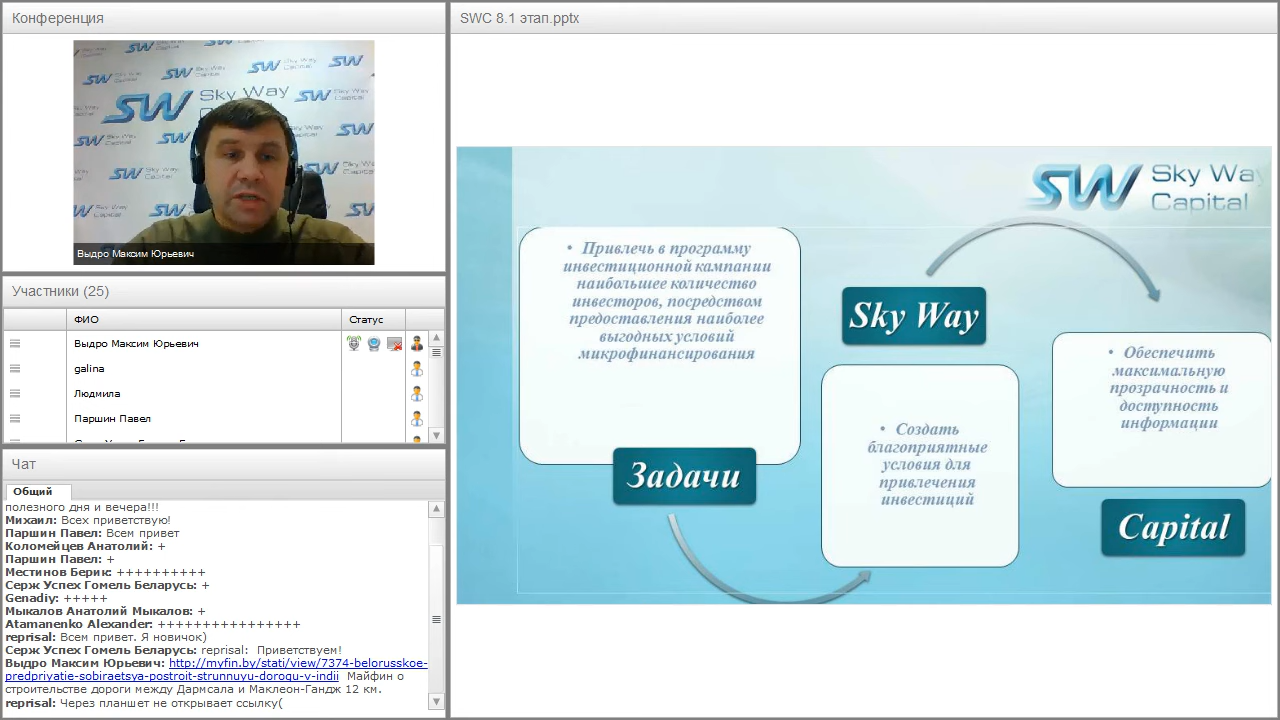 Конференция
SW Sky Way Capital
Выдро Максим Юрьевич
Участники (25)
ФИО
Статус
Выдро Максим Юрьевич
galina
Людмила
Паршин Павел
Чат
Общий
полезного дня и вечера!!!
Михаил: Всех приветствую!
Паршин Павел: Всем привет
Коломейцев Анатолий: +
Паршин Павел: +
Местинов Берик: ++++++++++
Серж Успех Гомель Беларусь: +
Genadiy: +++++
Мыкалов Анатолий Мыкалов: +
Atamanenko Alexander: ++++++++++++++++
reprisal: Всем привет. Я новичок)
Серж Успех Гомель Беларусь: reprisal: Приветствуем!
Выдро Максим Юрьевич: http://myfin.by/stati/view/7374-belorusskoe-
predprivatie-sobiraetsya-postroit-strunnuyu-dorogu-v-indii Майфин о
строительстве дороги между Дармсала и Маклеон-Гандж 12 км.
reprisal: Через планшет не открывает ссылку(
SWC 8.1 этап.pptx
SW Sky Way
Capital
• Привлечь в программу
инвестиционной кампании
наибольшее количество
инвесторов, посредством
предоставления наиболее
выгодных условий
микрофинансирования
Задачи
Sky Way
• Создать
благоприятные
условия для
привлечения
инвестиций
• Обеспечить
максимальную
прозрачность и
доступность
информации
Capital